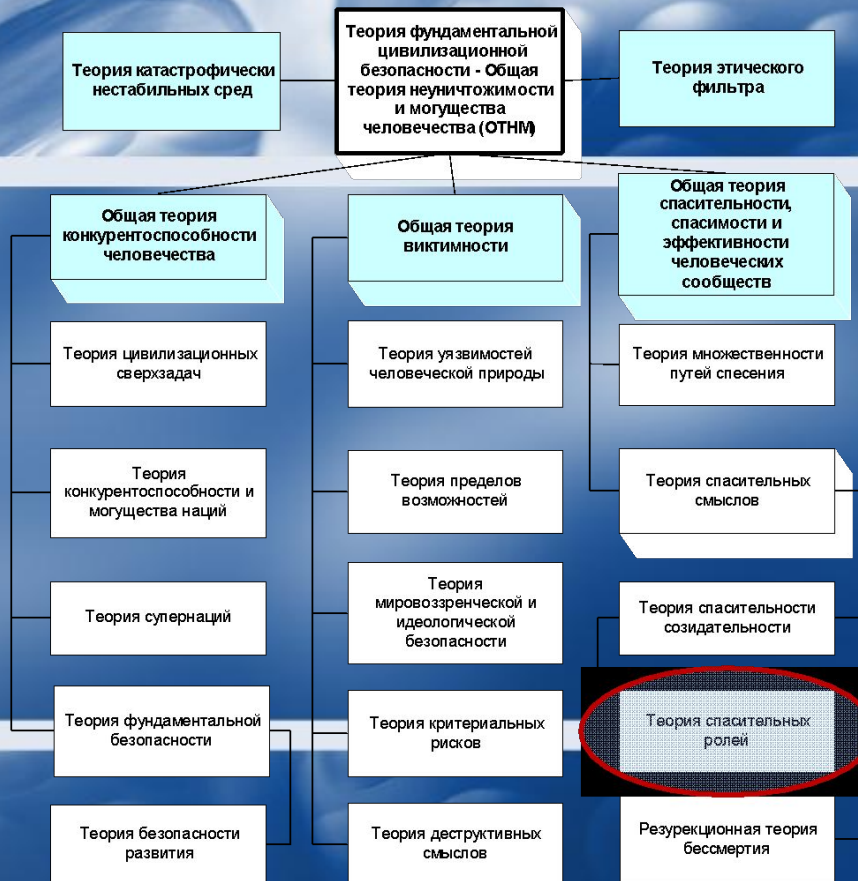 Теория катастрофически
нестабильных сред
Теория фундаментальной
цивилизационной
безопасности - Общая
теория неуничтожимости
и могущества
человечества (ОТНМ)
Теория этического
фильтра
Общая теория
конкурентоспособности
человечества
Общая теория
виктимности
Общая теория
спасительности,
спасимости и
эффективности
человеческих
сообществ
Теория цивилизационных
сверхзадач
Теория уязвимостей
человеческой природы
Теория множественности
путей спесения
Теория
конкурентоспособности и
могущества наций
Теория пределов
возможностей
Теория спасительных
смыслов
Теория супернаций
Теория
мировоззренческой и
идеологической
безопасности
Теория спасительности
созидательности
Теория фундаментальной
безопасности
Теория критериальных
рисков
Теория спасительных
ролей
Теория безопасности
развития
Теория деструктивных
смыслов
Резурекционная теория
бессмертия